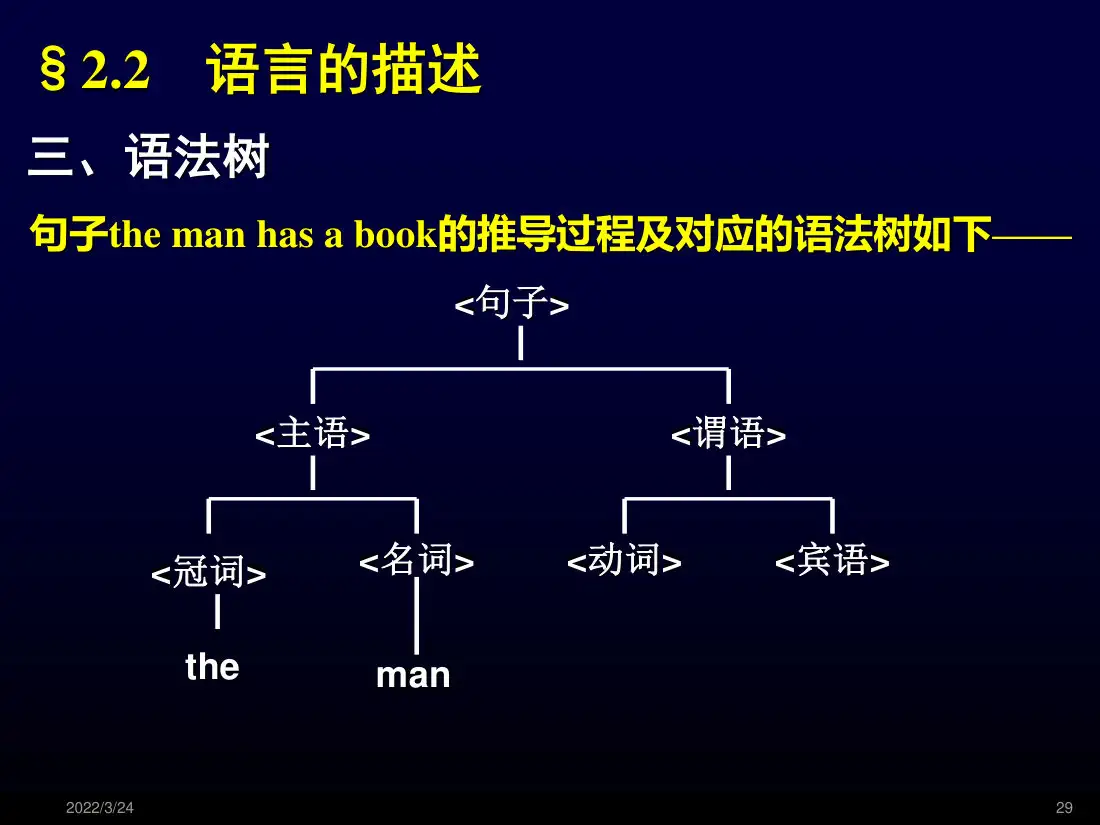 §2.2 语言的描述
三、语法树
句子the man has a book的推导过程及对应的语法树如下——
<句子>
<主语> <谓语>
<冠词> <名词> <动词> <宾语>
the man
2022/3/24 29